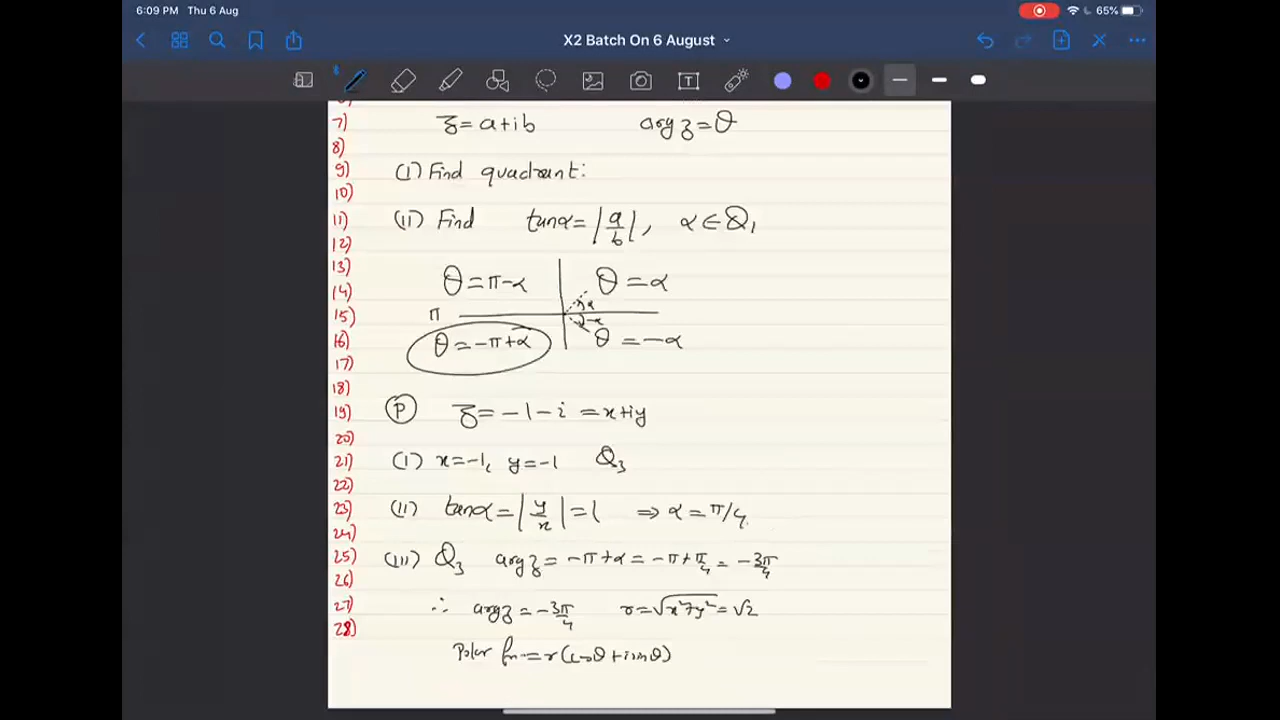 6:09 PM Thu 6 Aug 65%
X2 Batch On 6 August
7) z = a+ib arg z = θ
8)
9) (I) Find quadrant:
10)
11) (II) Find tanα = |a/b|, α ∈ Q₁
12)
13) θ = π-α θ = α
14)
15) π
16) θ = -π+α θ = -α
17)
18)
19) (P) z = -1-i = x+iy
20)
21) (I) x=-1, y=-1 Q₃
22)
23) (II) tanα = |y/x| = 1 ⇒ α = π/4
24)
25) (III) Q₃ arg z = -π+α = -π+π/4 = -3π/4
26)
27) ∴ arg z = -3π/4 r = √x²+y² = √2
28)
Polar fm = r(cosθ + isinθ)